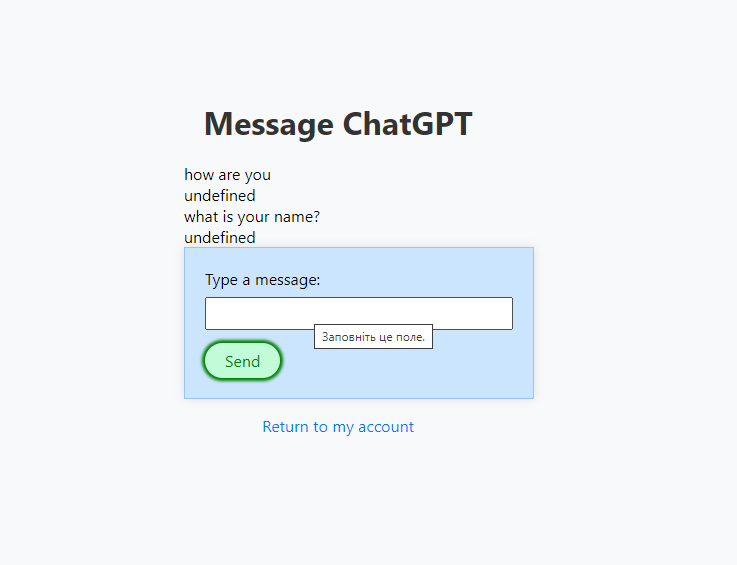 Message ChatGPT
how are you
undefined
what is your name?
undefined
Type a message:
Заповніть це поле.
Send
Return to my account